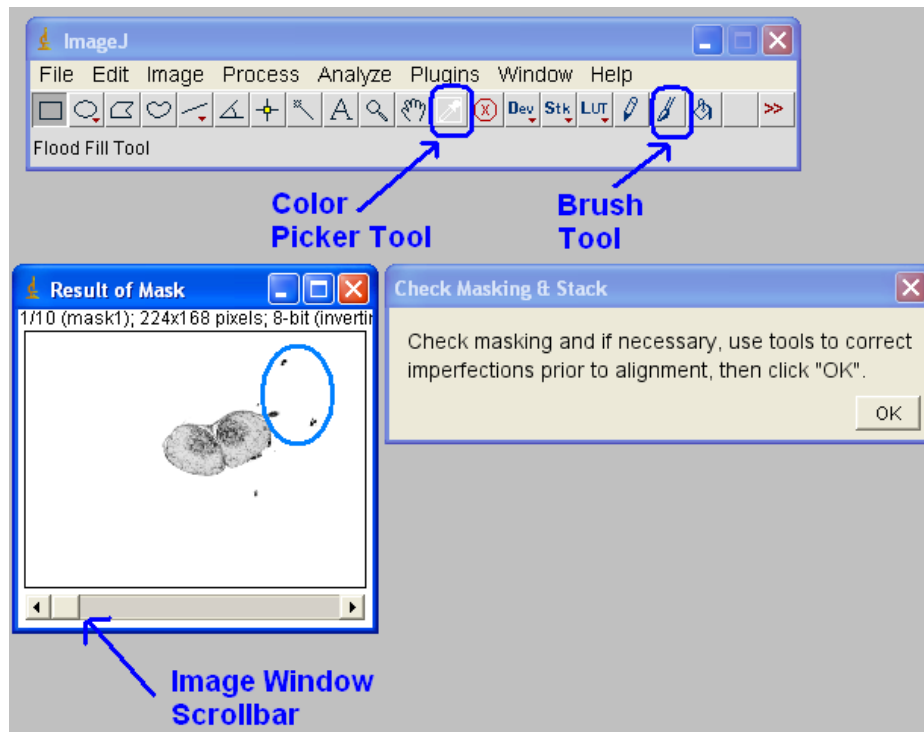 ImageJ
File Edit Image Process Analyze Plugins Window Help
A Dev Stk LUT >>
Flood Fill Tool
Color
Picker Tool
Brush
Tool
Result of Mask
1/10 (mask1); 224x168 pixels; 8-bit (invertin
Check Masking & Stack
Check masking and if necessary, use tools to correct
imperfections prior to alignment, then click "OK".
OK
Image Window
Scrollbar